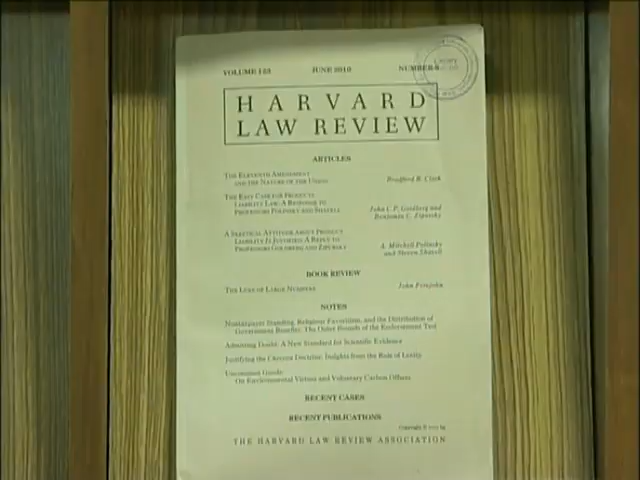 VOLUME 123 JUNE 2010 NUMBER 8
HARVARD
LAW REVIEW
ARTICLES
THE ELEVENTH AMENDMENT
AND THE NATURE OF THE UNION Bradford R. Clark
THE EASY CASE FOR PRODUCTS
LIABILITY LAW: A RESPONSE TO
PROFESSORS POLINSKY AND SHAVELL John C. P. Goldberg and
Benjamin C. Zipursky
A SKEPTICAL ATTITUDE ABOUT PRODUCT
LIABILITY IS JUSTIFIED: A REPLY TO
PROFESSORS GOLDBERG AND ZIPURSKY A. Mitchell Polinsky
and Steven Shavell
BOOK REVIEW
THE LURE OF LARGE NUMBERS John Ferejohn
NOTES
Nontaxpayer Standing, Religious Favoritism, and the Distribution of
Government Benefits: The Outer Bounds of the Endorsement Test
Admitting Doubt: A New Standard for Scientific Evidence
Justifying the Chevron Doctrine: Insights from the Rule of Lenity
Uncommon Goods:
On Environmental Virtues and Voluntary Carbon Offsets
RECENT CASES
RECENT PUBLICATIONS
Copyright © 2010 by
THE HARVARD LAW REVIEW ASSOCIATION